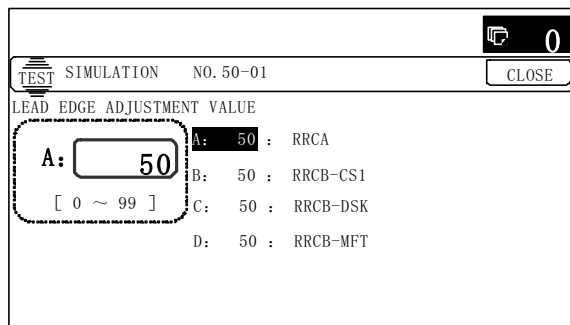 0
TEST SIMULATION NO.50-01 CLOSE
LEAD EDGE ADJUSTMENT VALUE
A: 50
[ 0 ～ 99 ]
A: 50 : RRCA
B: 50 : RRCB-CS1
C: 50 : RRCB-DSK
D: 50 : RRCB-MFT